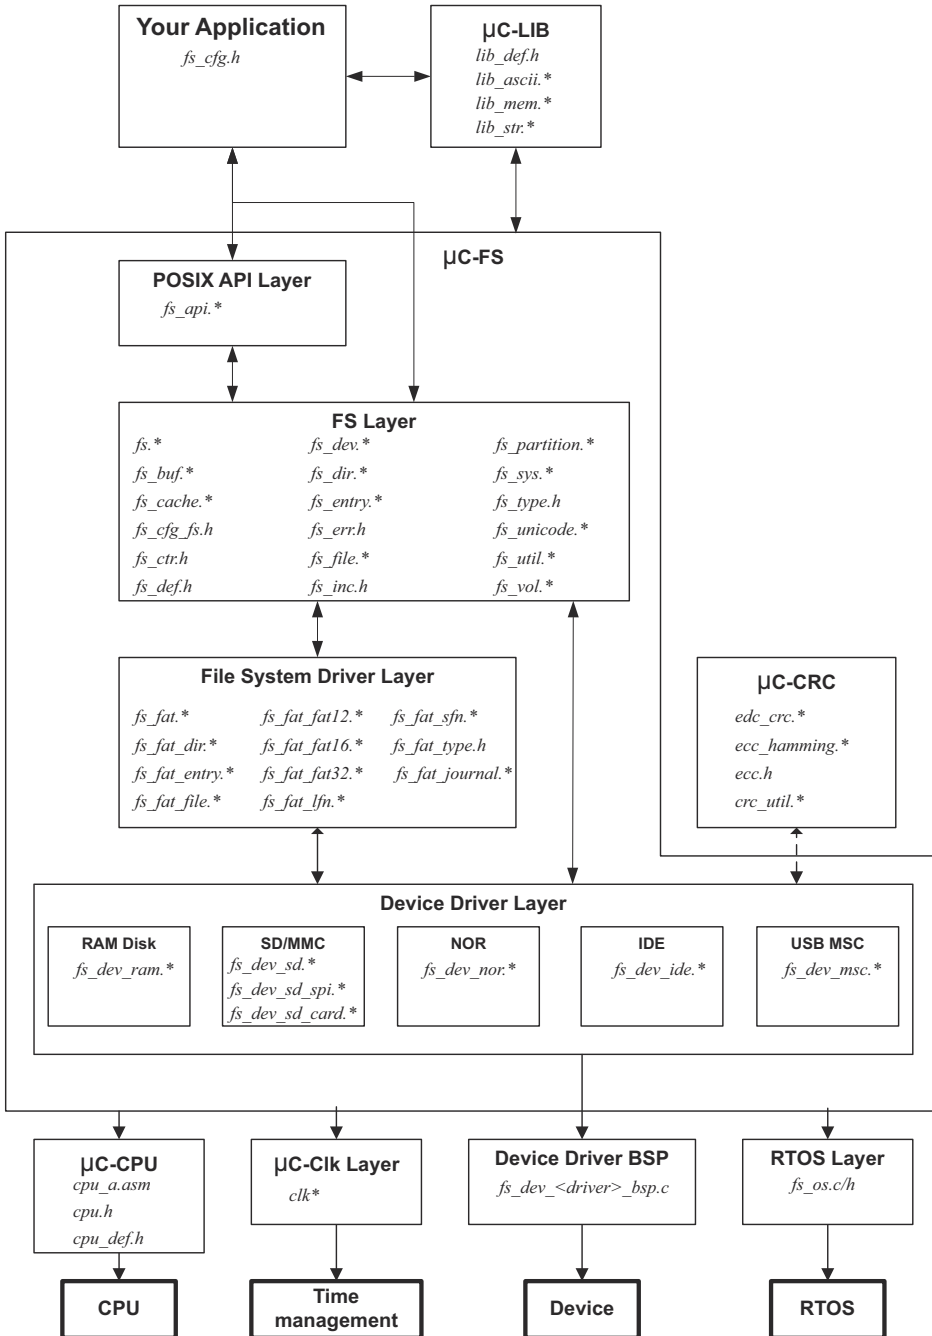 Your Application
fs_cfg.h
µC-LIB
lib_def.h
lib_ascii.*
lib_mem.*
lib_str.*
µC-FS
POSIX API Layer
fs_api.*
FS Layer
fs.* fs_dev.* fs_partition.*
fs_buf.* fs_dir.* fs_sys.*
fs_cache.* fs_entry.* fs_type.h
fs_cfg_fs.h fs_err.h fs_unicode.*
fs_ctr.h fs_file.* fs_util.*
fs_def.h fs_inc.h fs_vol.*
File System Driver Layer
fs_fat.* fs_fat_fat12.* fs_fat_sfn.*
fs_fat_dir.* fs_fat_fat16.* fs_fat_type.h
fs_fat_entry.* fs_fat_fat32.* fs_fat_journal.*
fs_fat_file.* fs_fat_lfn.*
µC-CRC
edc_crc.*
ecc_hamming.*
ecc.h
crc_util.*
Device Driver Layer
RAM Disk
fs_dev_ram.*
SD/MMC
fs_dev_sd.*
fs_dev_sd_spi.*
fs_dev_sd_card.*
NOR
fs_dev_nor.*
IDE
fs_dev_ide.*
USB MSC
fs_dev_msc.*
µC-CPU
cpu_a.asm
cpu.h
cpu_def.h
µC-Clk Layer
clk*
Device Driver BSP
fs_dev_<driver>_bsp.c
RTOS Layer
fs_os.c/h
CPU
Time
management
Device
RTOS